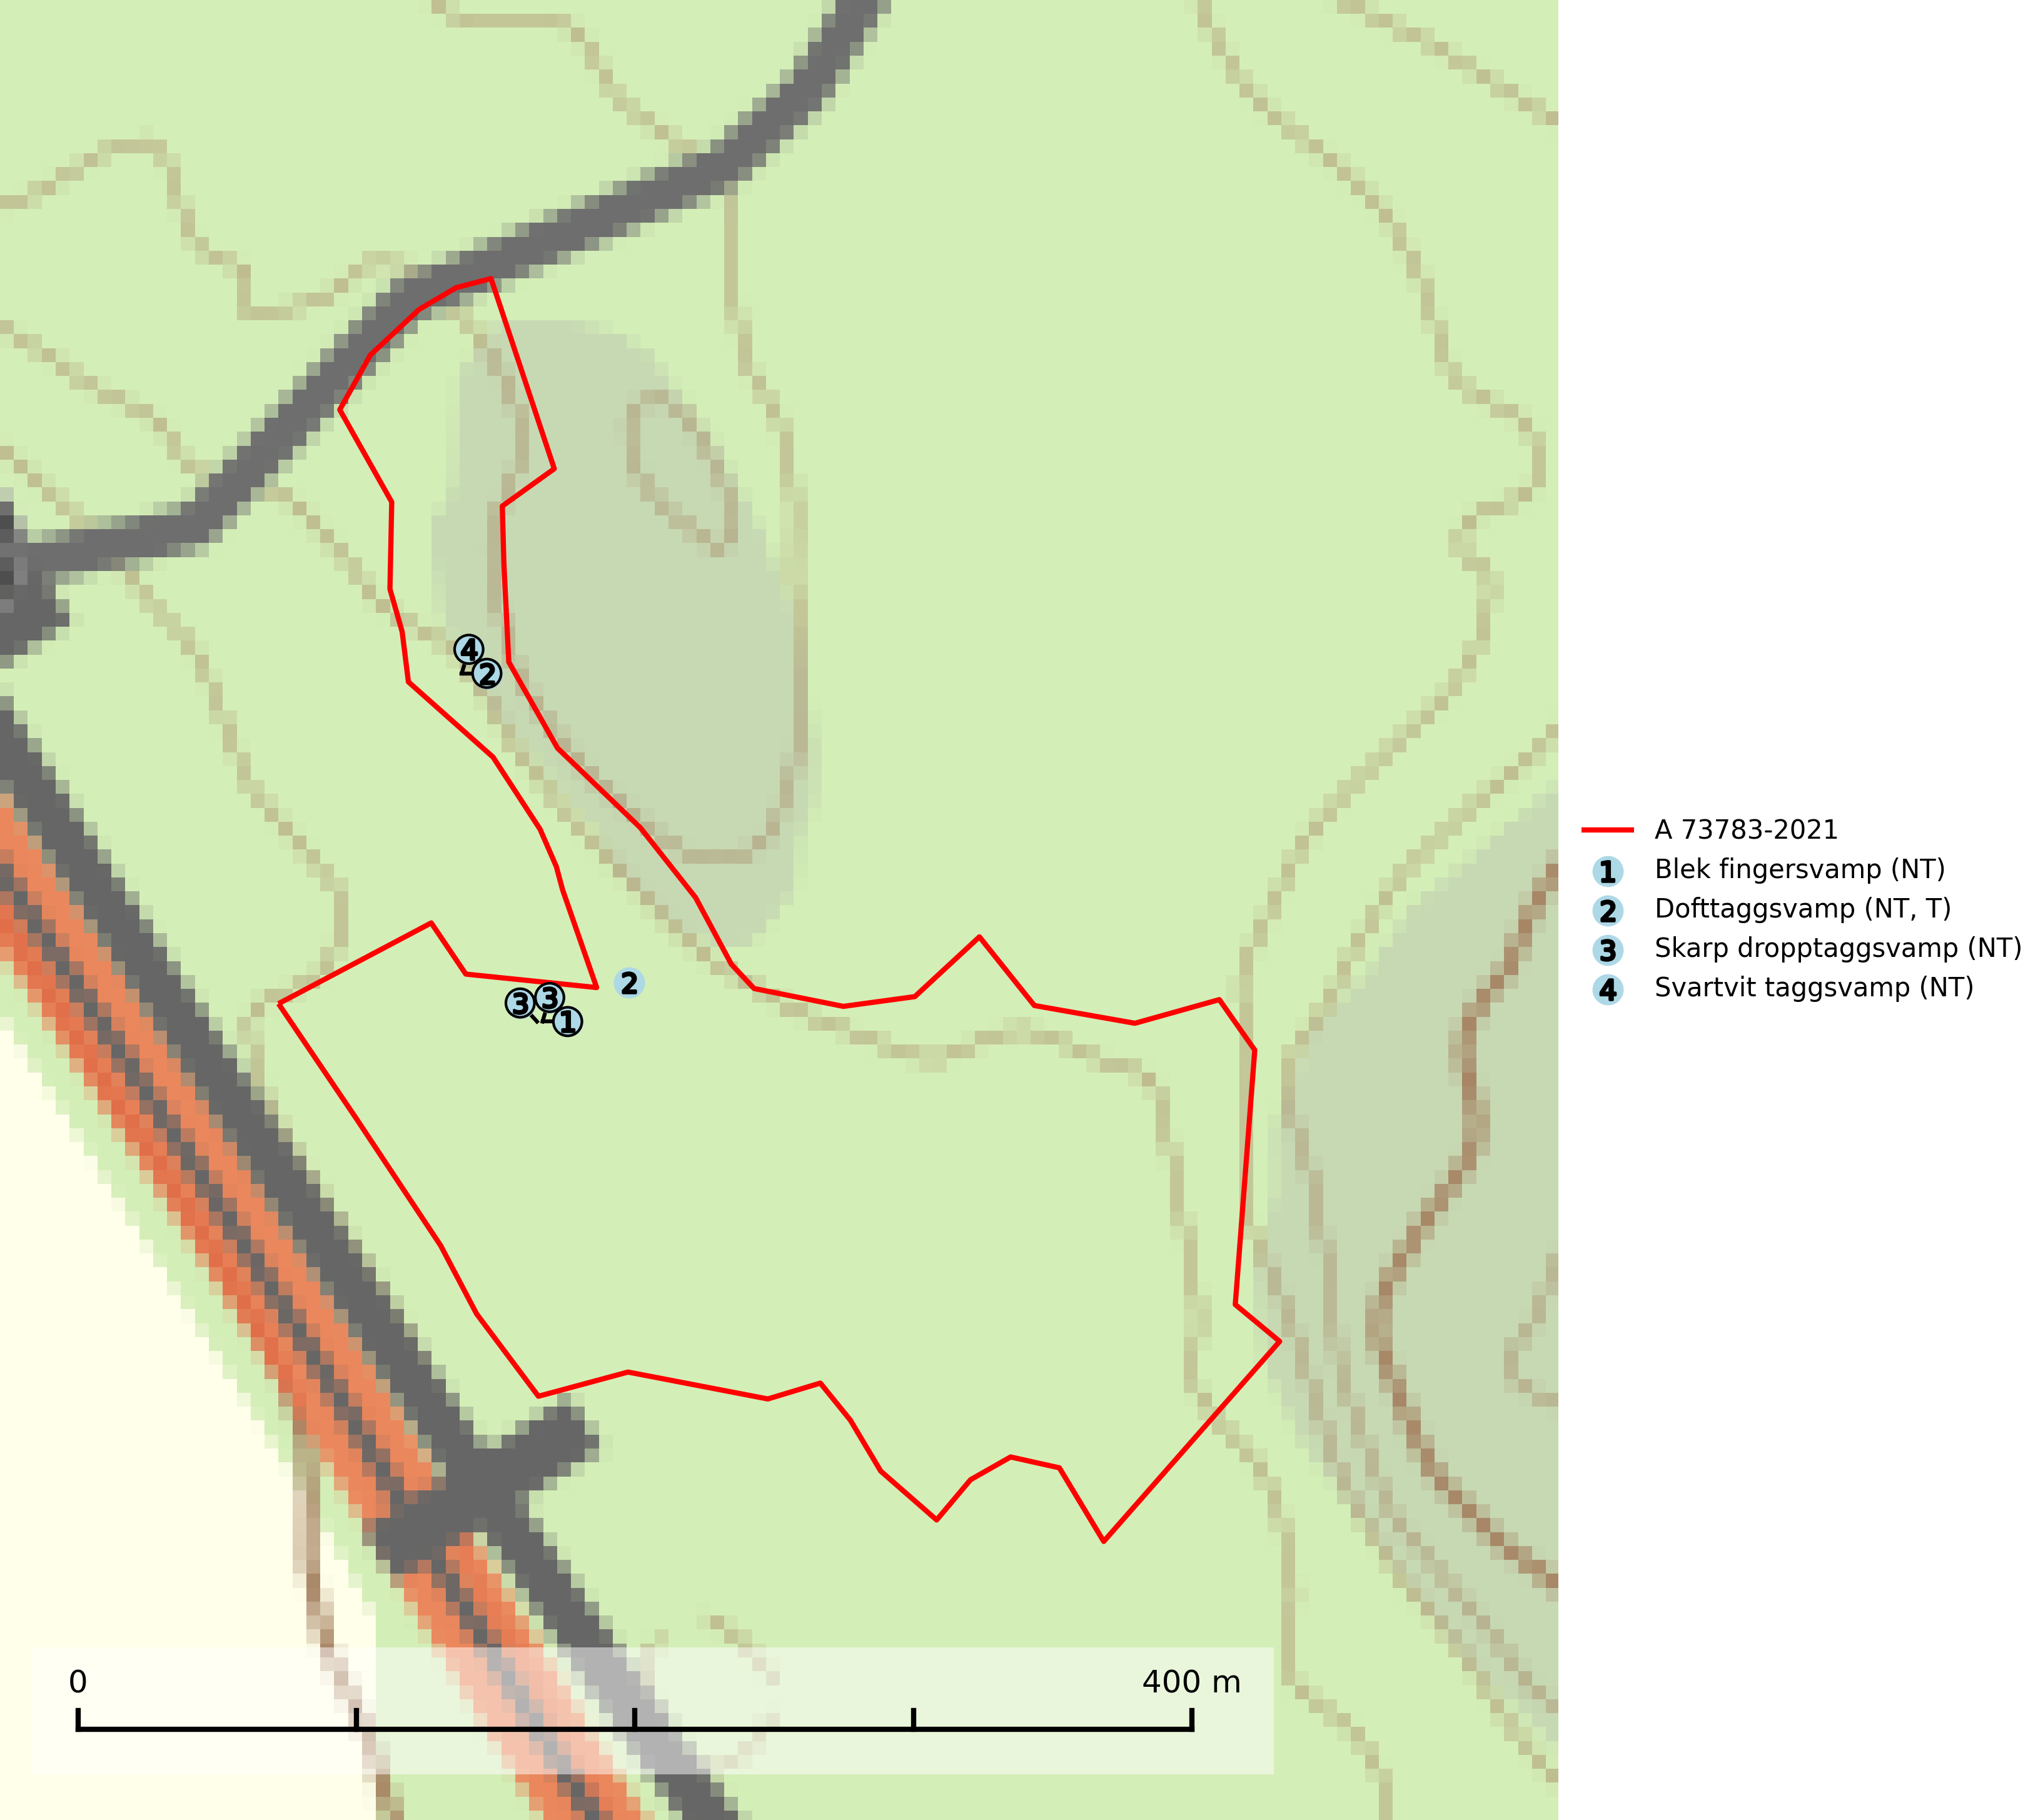 4
2
2
3
3
1
0
400 m
A 73783-2021
1 Blek fingersvamp (NT)
2 Dofttaggsvamp (NT, T)
3 Skarp dropptaggsvamp (NT)
4 Svartvit taggsvamp (NT)